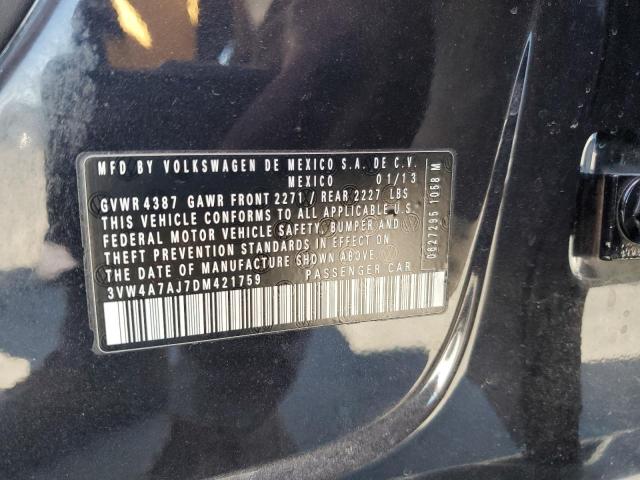 MFD BY VOLKSWAGEN DE MEXICO S.A. DE C.V.
MEXICO 01/13
GVWR 4387 GAWR FRONT 2271 / REAR 2227 LBS
THIS VEHICLE CONFORMS TO ALL APPLICABLE U.S
FEDERAL MOTOR VEHICLE SAFETY, BUMPER AND
THEFT PREVENTION STANDARDS IN EFFECT ON
THE DATE OF MANUFACTURE SHOWN ABOVE.
3VW4A7AJ7DM421759 PASSENGER CAR
0627295 1068 M